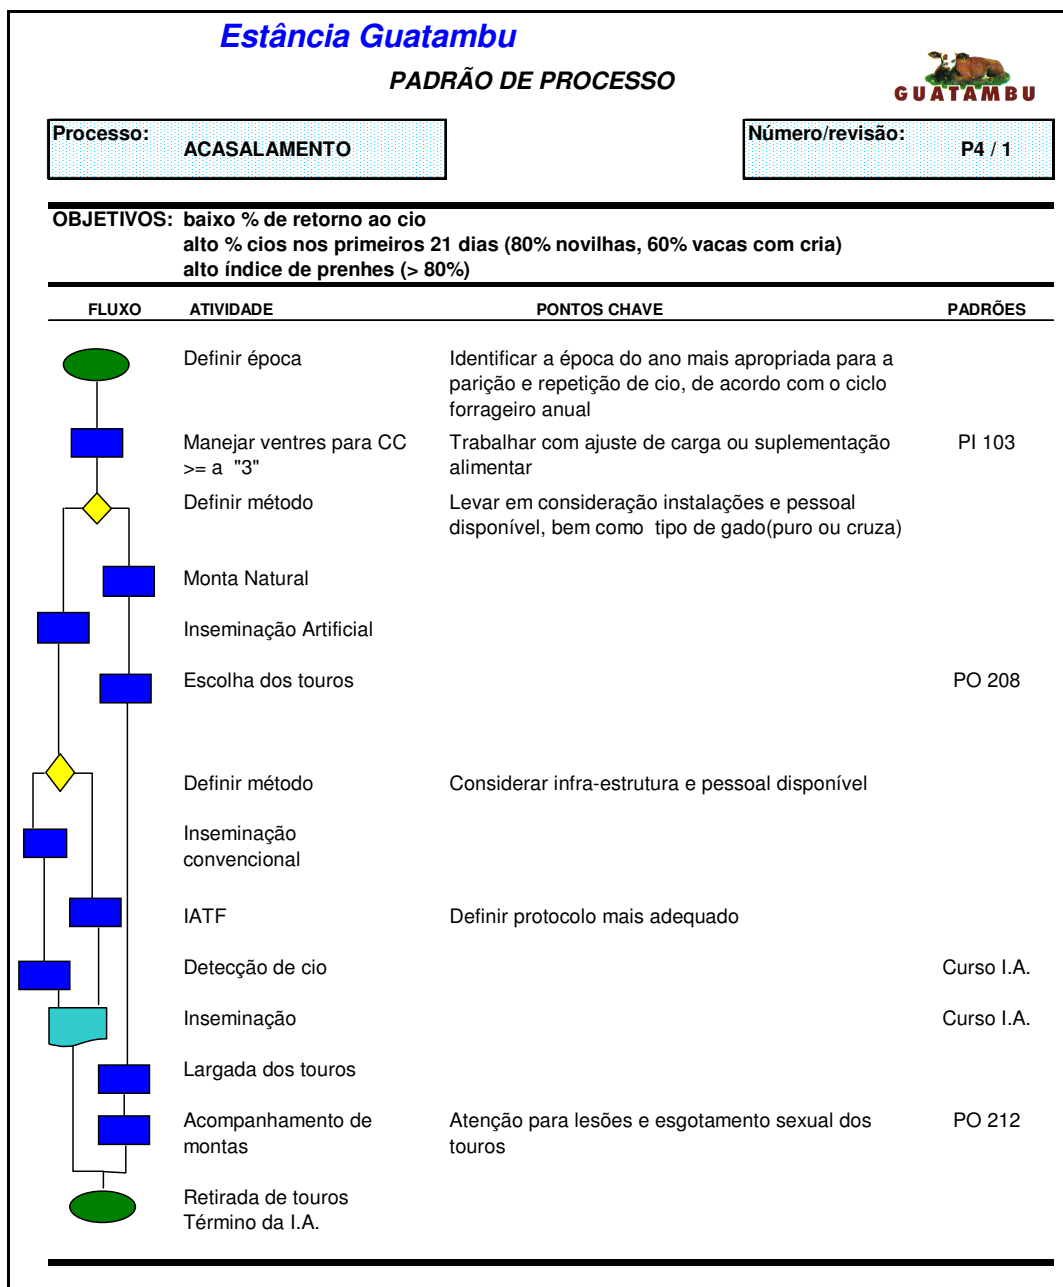 Estância Guatambu
PADRÃO DE PROCESSO
GUATAMBU
Processo:
ACASALAMENTO
Número/revisão:
P4 / 1
OBJETIVOS: baixo % de retorno ao cio
alto % cios nos primeiros 21 dias (80% novilhas, 60% vacas com cria)
alto índice de prenhes (> 80%)
FLUXO ATIVIDADE PONTOS CHAVE PADRÕES
Definir época Identificar a época do ano mais apropriada para a
parição e repetição de cio, de acordo com o ciclo
forrageiro anual
Manejar ventres para CC Trabalhar com ajuste de carga ou suplementação PI 103
>= a "3" alimentar
Definir método Levar em consideração instalações e pessoal
disponível, bem como tipo de gado(puro ou cruza)
Monta Natural
Inseminação Artificial
Escolha dos touros PO 208
Definir método Considerar infra-estrutura e pessoal disponível
Inseminação
convencional
IATF Definir protocolo mais adequado
Detecção de cio Curso I.A.
Inseminação Curso I.A.
Largada dos touros
Acompanhamento de Atenção para lesões e esgotamento sexual dos PO 212
montas touros
Retirada de touros
Término da I.A.